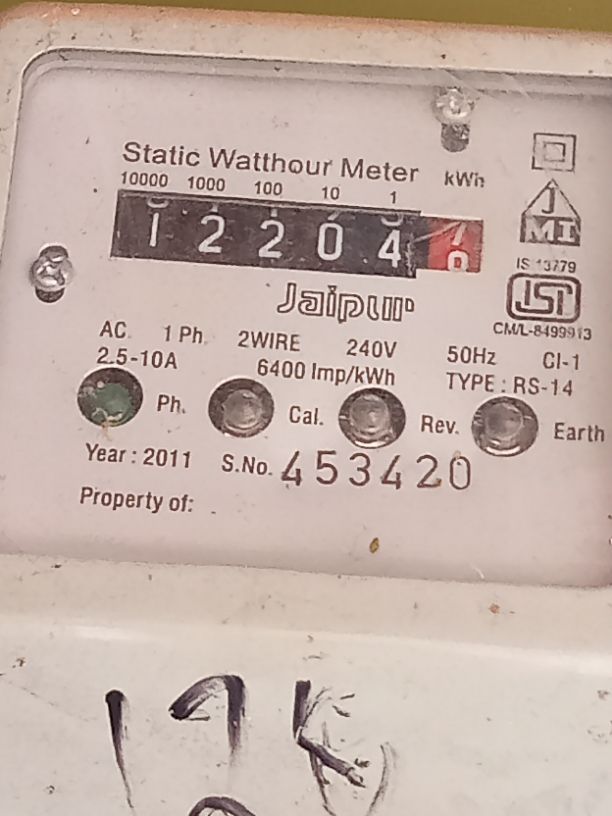 Static Watthour Meter kWh
10000 1000 100 10 1
1 2 2 0 4
J
MI
IS 13779
ISI
CM/L-8499913
Jaipur
AC. 1 Ph. 2WIRE 240V 50Hz Cl-1
2.5-10A 6400 Imp/kWh TYPE : RS-14
Ph. Cal. Rev. Earth
Year : 2011 S.No. 453420
Property of: